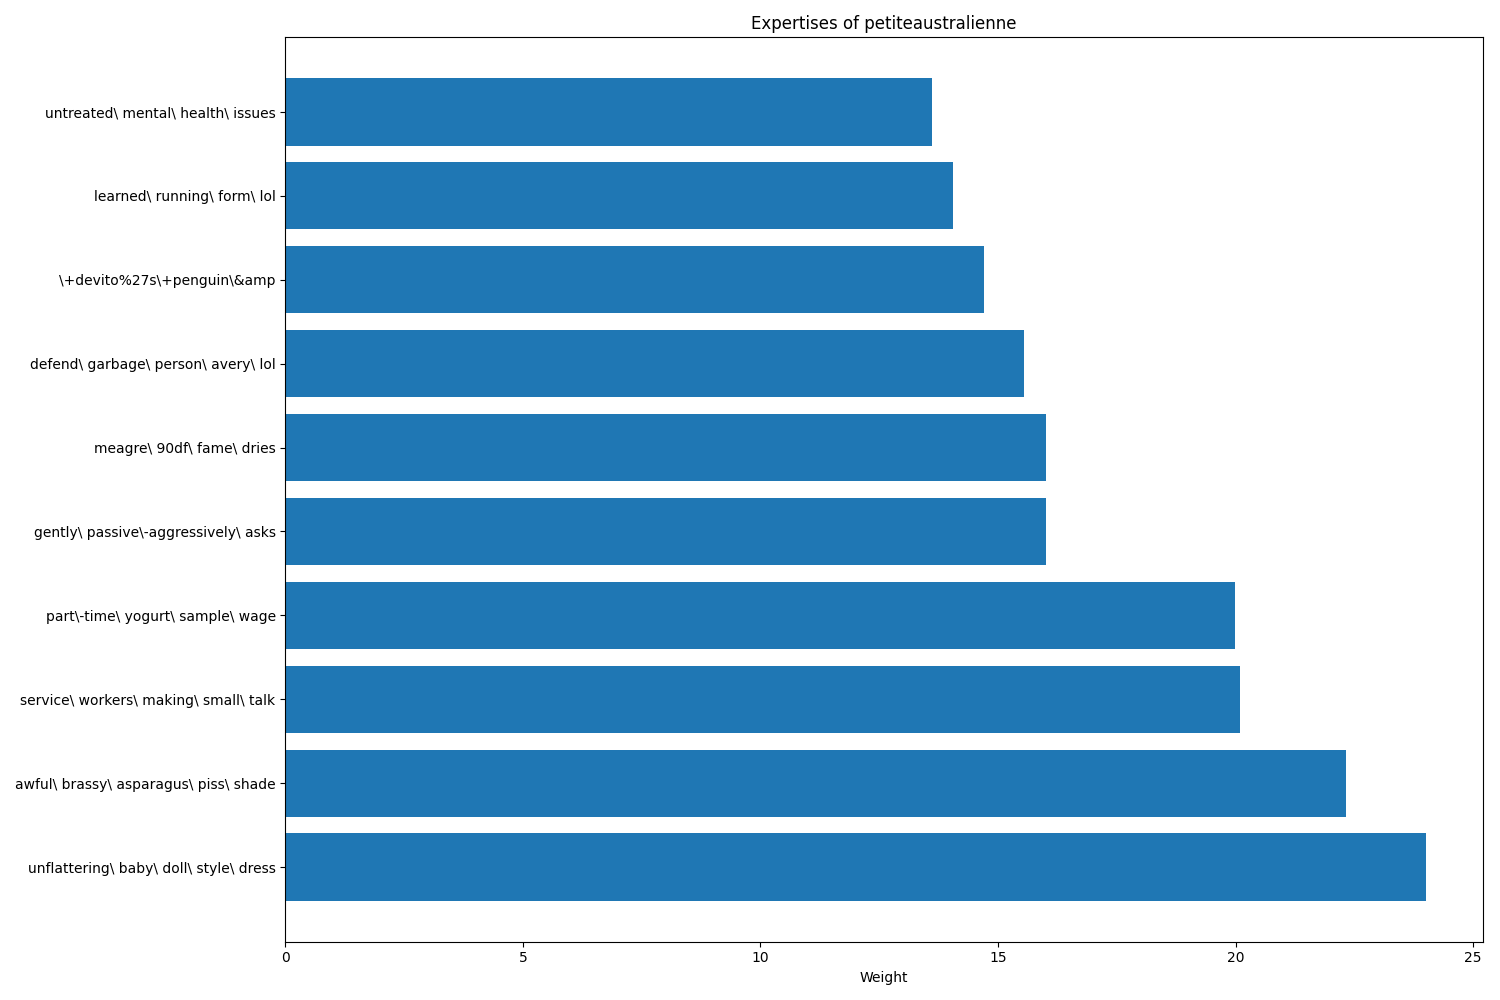 Expertises of petiteaustralienne
untreated\ mental\ health\ issues
learned\ running\ form\ lol
\+devito%27s\+penguin\&amp
defend\ garbage\ person\ avery\ lol
meagre\ 90df\ fame\ dries
gently\ passive\-aggressively\ asks
part\-time\ yogurt\ sample\ wage
service\ workers\ making\ small\ talk
awful\ brassy\ asparagus\ piss\ shade
unflattering\ baby\ doll\ style\ dress
0 5 10 15 20 25
Weight